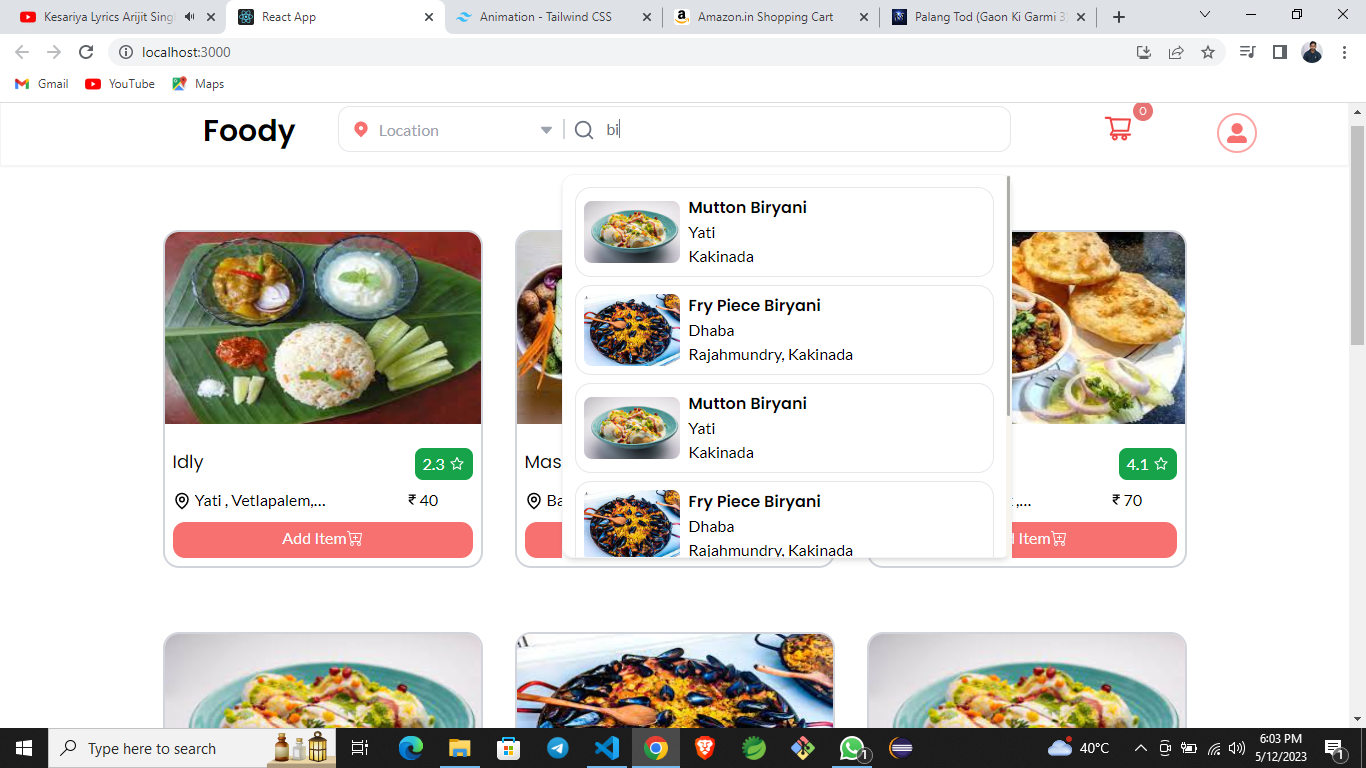 Kesariya Lyrics Arijit Sing
React App
Animation - Tailwind CSS
Amazon.in Shopping Cart
Palang Tod (Gaon Ki Garmi 3
localhost:3000
Gmail
YouTube
Maps
Foody
Location
bi
0
Mutton Biryani
Yati
Kakinada
Fry Piece Biryani
Dhaba
Rajahmundry, Kakinada
Mutton Biryani
Yati
Kakinada
Fry Piece Biryani
Dhaba
Rajahmundry, Kakinada
Idly
2.3
Yati , Vetlapalem,...
₹ 40
Add Item
Mas
Ba
4.1
,...
₹ 70
Item
Type here to search
1
40°C
6:03 PM
5/12/2023
1